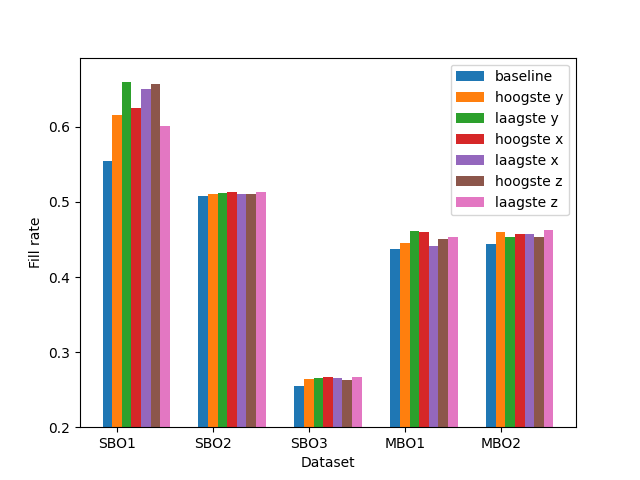 baseline
hoogste y
laagste y
hoogste x
laagste x
hoogste z
laagste z
Fill rate
0.6
0.5
0.4
0.3
0.2
SBO1 SBO2 SBO3 MBO1 MBO2
Dataset